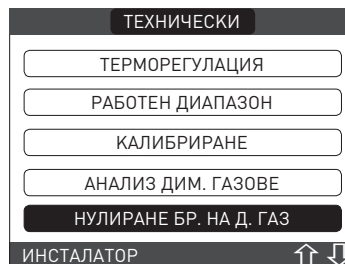 ТЕХНИЧЕСКИ
ТЕРМОРЕГУЛАЦИЯ
РАБОТЕН ДИАПАЗОН
КАЛИБРИРАНЕ
АНАЛИЗ ДИМ. ГАЗОВЕ
НУЛИРАНЕ БР. НА Д. ГАЗ
ИНСТАЛАТОР